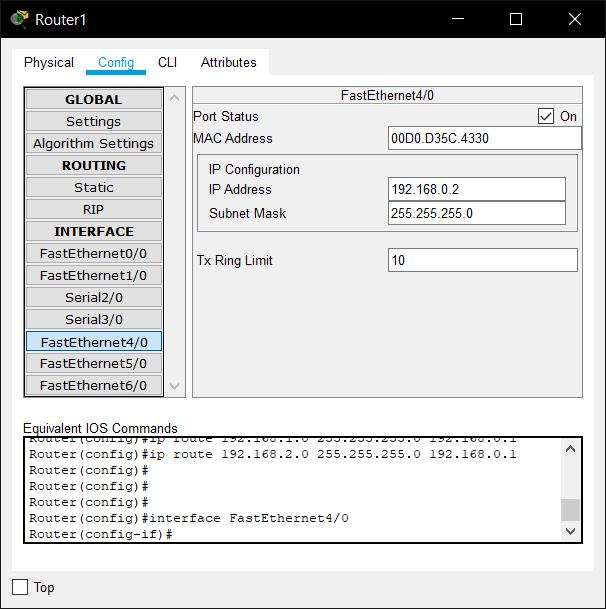 Router1
Physical Config CLI Attributes
GLOBAL
Settings
Algorithm Settings
ROUTING
Static
RIP
INTERFACE
FastEthernet0/0
FastEthernet1/0
Serial2/0
Serial3/0
FastEthernet4/0
FastEthernet5/0
FastEthernet6/0
FastEthernet4/0
Port Status On
MAC Address 00D0.D35C.4330
IP Configuration
IP Address 192.168.0.2
Subnet Mask 255.255.255.0
Tx Ring Limit 10
Equivalent IOS Commands
Router(config)#ip route 192.168.1.0 255.255.255.0 192.168.0.1
Router(config)#ip route 192.168.2.0 255.255.255.0 192.168.0.1
Router(config)#
Router(config)#
Router(config)#
Router(config)#interface FastEthernet4/0
Router(config-if)#
Top